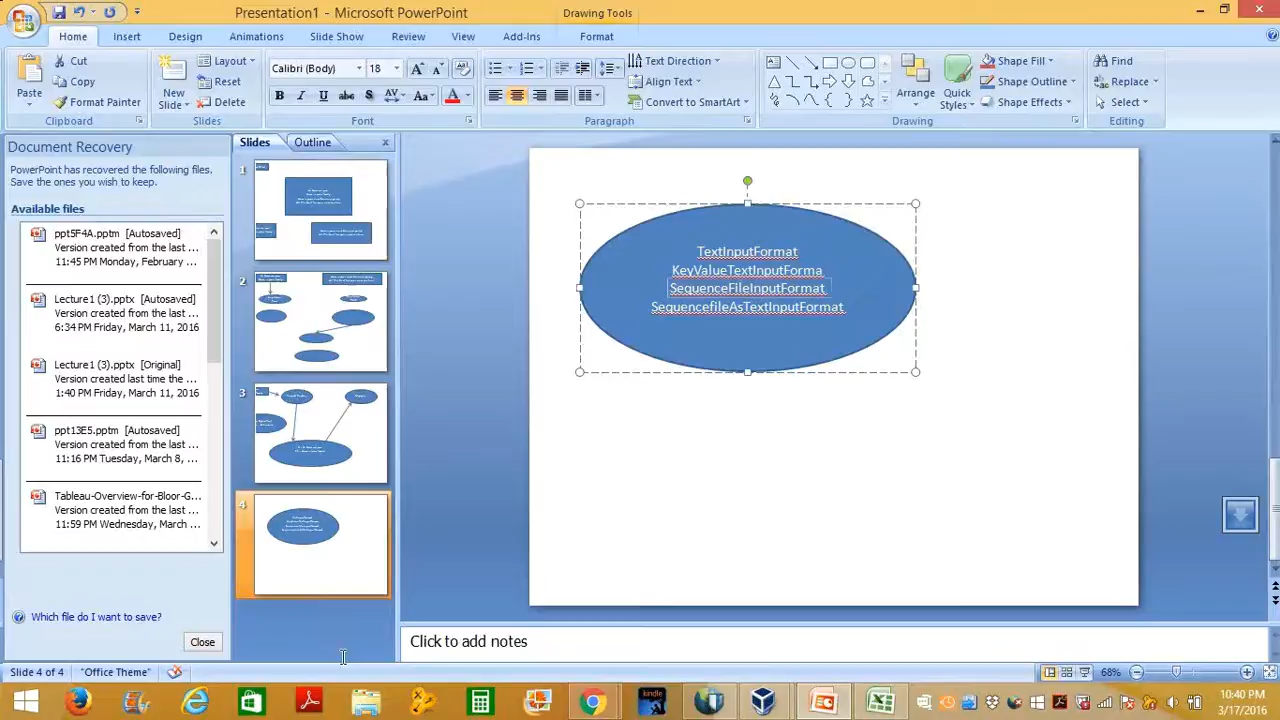 Presentation1 - Microsoft PowerPoint
Drawing Tools
Home Insert Design Animations Slide Show Review View Add-Ins Format
Paste
Cut
Copy
Format Painter
Clipboard
New Slide
Layout
Reset
Delete
Slides
Calibri (Body) 18
B I U abc S AV Aa A
Font
Text Direction
Align Text
Convert to SmartArt
Paragraph
Arrange
Quick Styles
Shape Fill
Shape Outline
Shape Effects
Drawing
Find
Replace
Select
Editing
Document Recovery
PowerPoint has recovered the following files.
Save the ones you wish to keep.
Available files
ppt5F4A.pptm [Autosaved]
Version created from the last ...
11:45 PM Monday, February ...
Lecture1 (3).pptx [Autosaved]
Version created from the last ...
6:34 PM Friday, March 11, 2016
Lecture1 (3).pptx [Original]
Version created last time the ...
1:40 PM Friday, March 11, 2016
ppt13E5.pptm [Autosaved]
Version created from the last ...
11:16 PM Tuesday, March 8, ...
Tableau-Overview-for-Bloor-G...
Version created from the last ...
11:59 PM Wednesday, March ...
Which file do I want to save?
Close
Slides Outline
1
2
3
4
TextInputFormat
KeyValueTextInputForma
SequenceFileInputFormat
SequencefileAsTextInputFormat
Click to add notes
Slide 4 of 4 "Office Theme" 68%
kindle
10:40 PM
3/17/2016